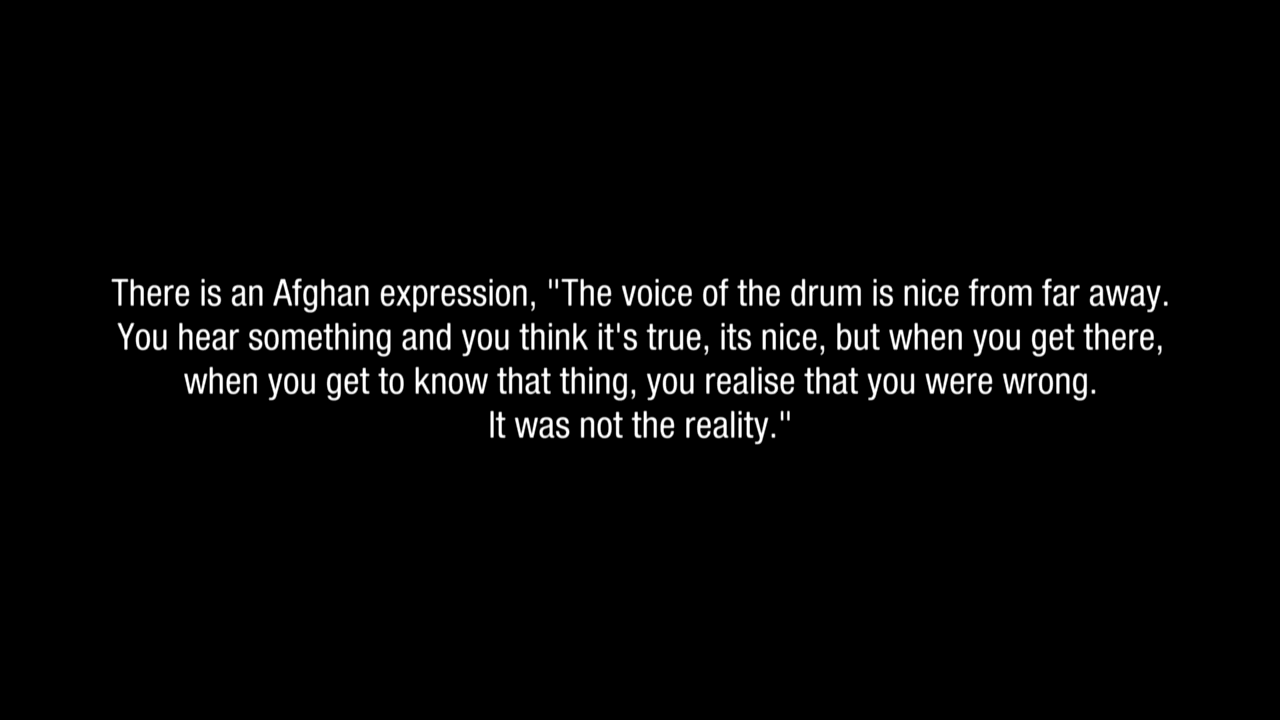 There is an Afghan expression, "The voice of the drum is nice from far away.
You hear something and you think it's true, its nice, but when you get there,
when you get to know that thing, you realise that you were wrong.
It was not the reality."